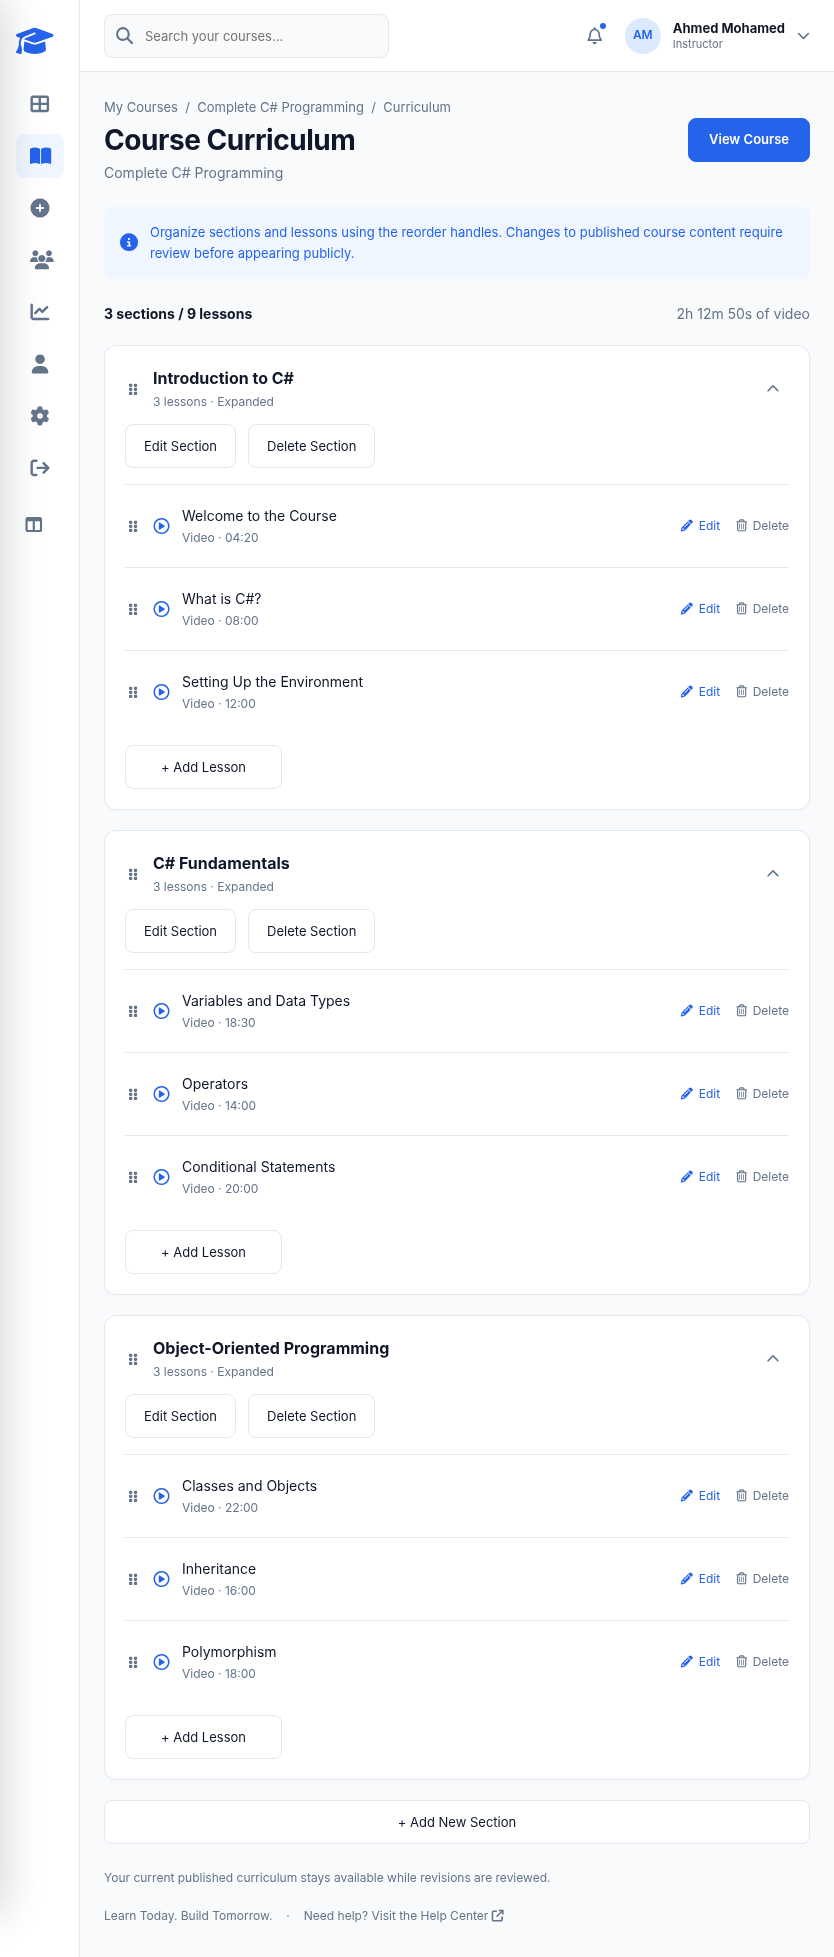 Search your courses...
AM
Ahmed Mohamed
Instructor
My Courses / Complete C# Programming / Curriculum
Course Curriculum
View Course
Complete C# Programming
Organize sections and lessons using the reorder handles. Changes to published course content require
review before appearing publicly.
3 sections / 9 lessons
2h 12m 50s of video
Introduction to C#
3 lessons · Expanded
Edit Section
Delete Section
Welcome to the Course
Video · 04:20
Edit
Delete
What is C#?
Video · 08:00
Edit
Delete
Setting Up the Environment
Video · 12:00
Edit
Delete
+ Add Lesson
C# Fundamentals
3 lessons · Expanded
Edit Section
Delete Section
Variables and Data Types
Video · 18:30
Edit
Delete
Operators
Video · 14:00
Edit
Delete
Conditional Statements
Video · 20:00
Edit
Delete
+ Add Lesson
Object-Oriented Programming
3 lessons · Expanded
Edit Section
Delete Section
Classes and Objects
Video · 22:00
Edit
Delete
Inheritance
Video · 16:00
Edit
Delete
Polymorphism
Video · 18:00
Edit
Delete
+ Add Lesson
+ Add New Section
Your current published curriculum stays available while revisions are reviewed.
Learn Today. Build Tomorrow. · Need help? Visit the Help Center